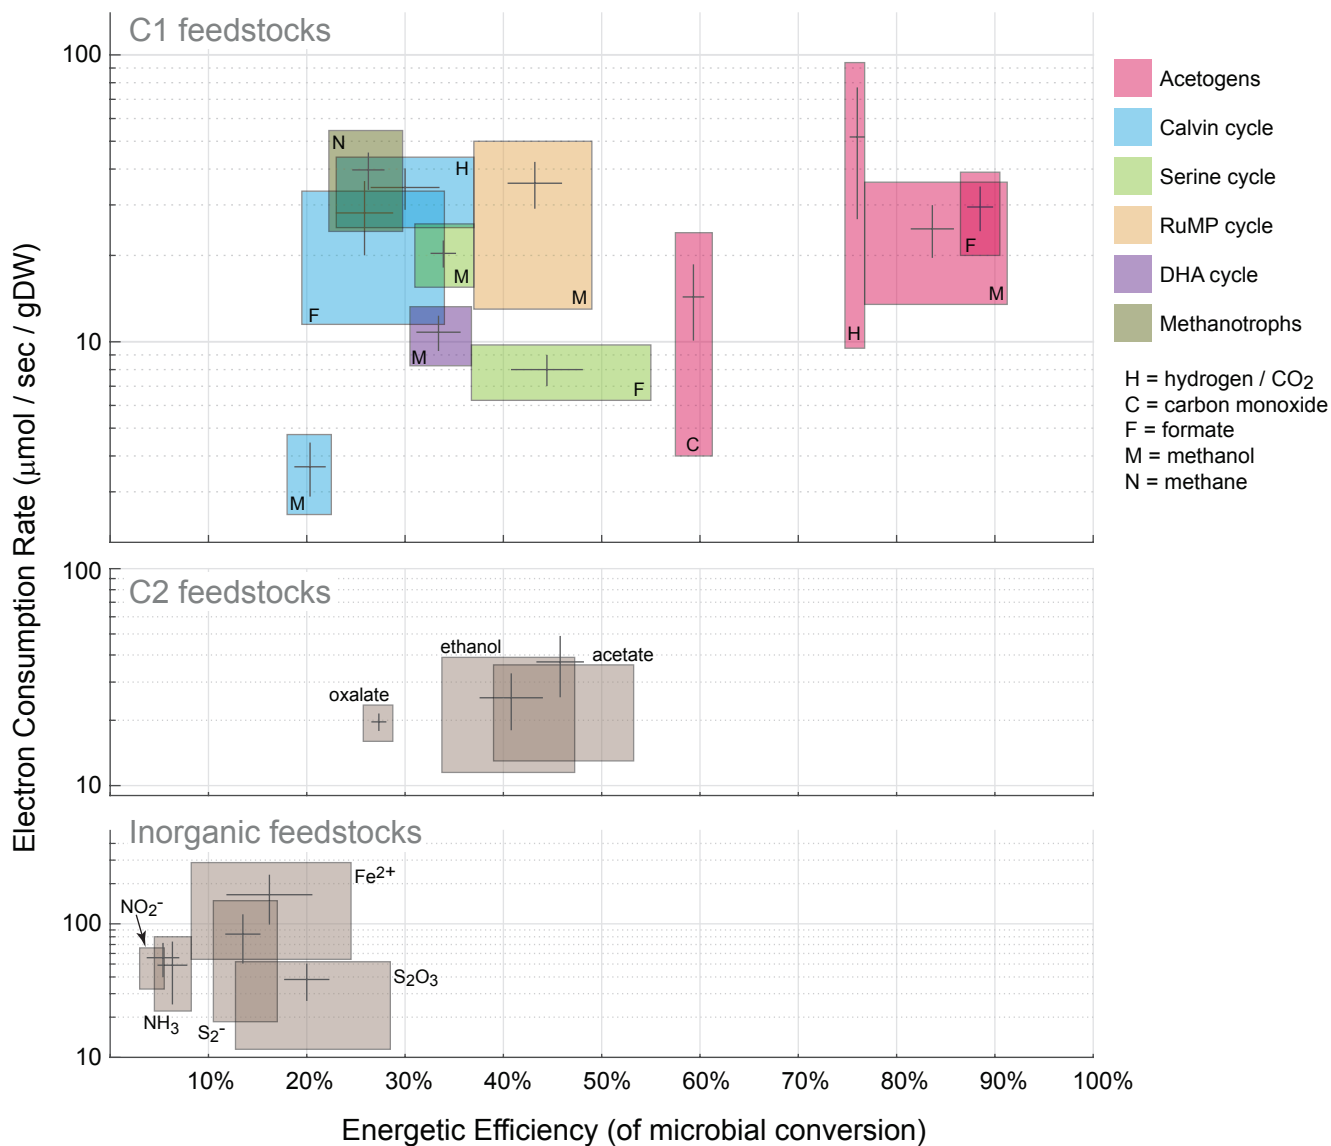 C1 feedstocks
Electron Consumption Rate (μmol / sec / gDW)
100
10
N
H
F
M
M
M
F
M
C
H
F
M
Acetogens
Calvin cycle
Serine cycle
RuMP cycle
DHA cycle
Methanotrophs
H = hydrogen / CO2
C = carbon monoxide
F = formate
M = methanol
N = methane
C2 feedstocks
100
10
ethanol
acetate
oxalate
Inorganic feedstocks
100
10
Fe2+
NO2-
S2O3
NH3
S2-
10% 20% 30% 40% 50% 60% 70% 80% 90% 100%
Energetic Efficiency (of microbial conversion)